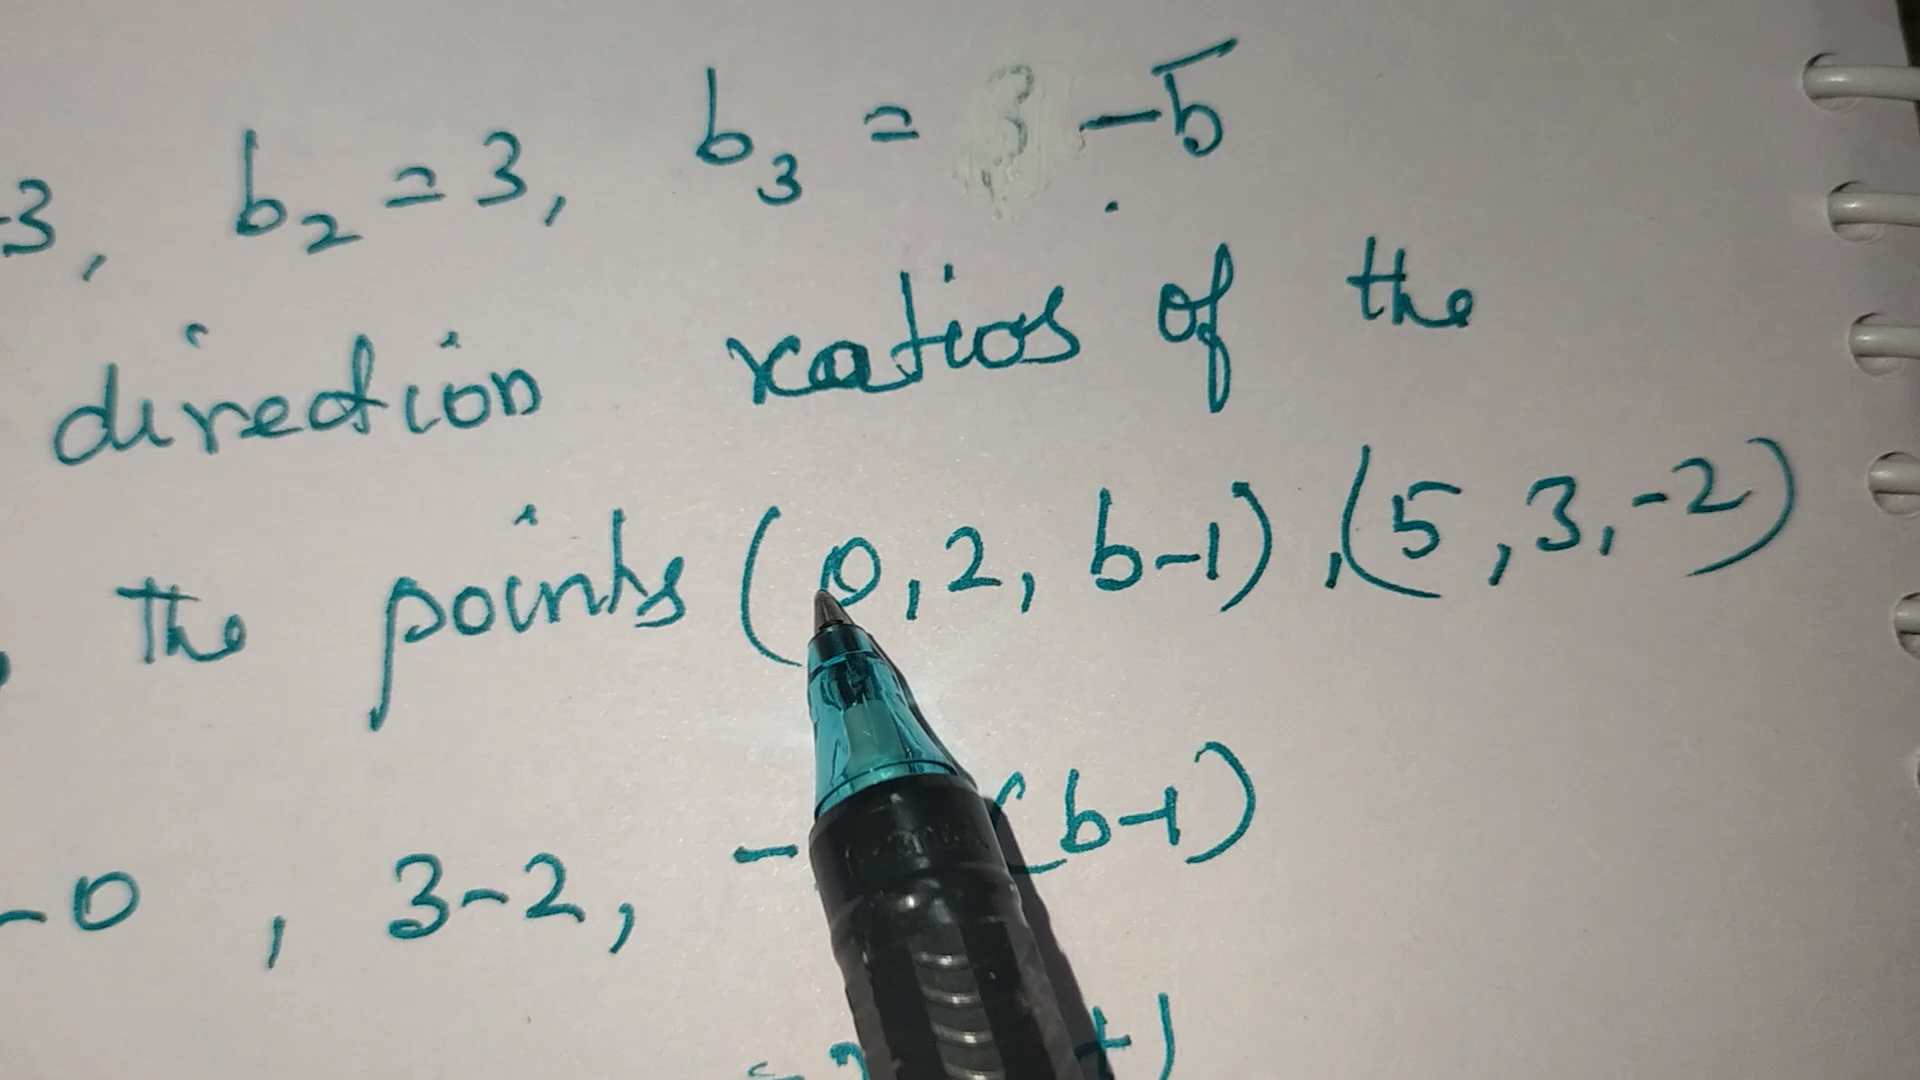 -3, b₂ = 3, b₃ = -5
direction ratios of the
the points (0, 2, b-1), (5, 3, -2)
-0, 3-2, - (b-1)
+1